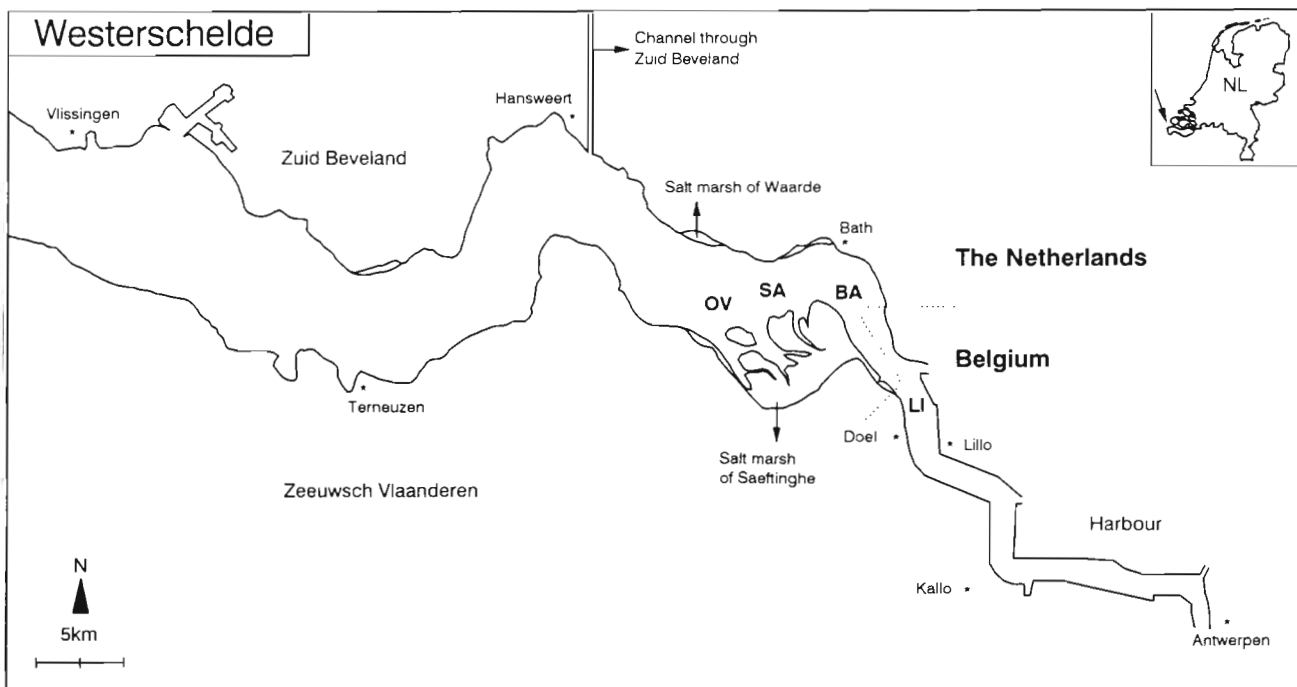 Westerschelde
Channel through
Zuid Beveland
NL
Vlissingen
Hansweert
Zuid Beveland
Salt marsh of Waarde
Bath
The Netherlands
OV
SA
BA
Belgium
LI
Terneuzen
Doel
Lillo
Salt marsh
of Saeftinghe
Zeeuwsch Vlaanderen
Harbour
N
Kallo
5km
Antwerpen